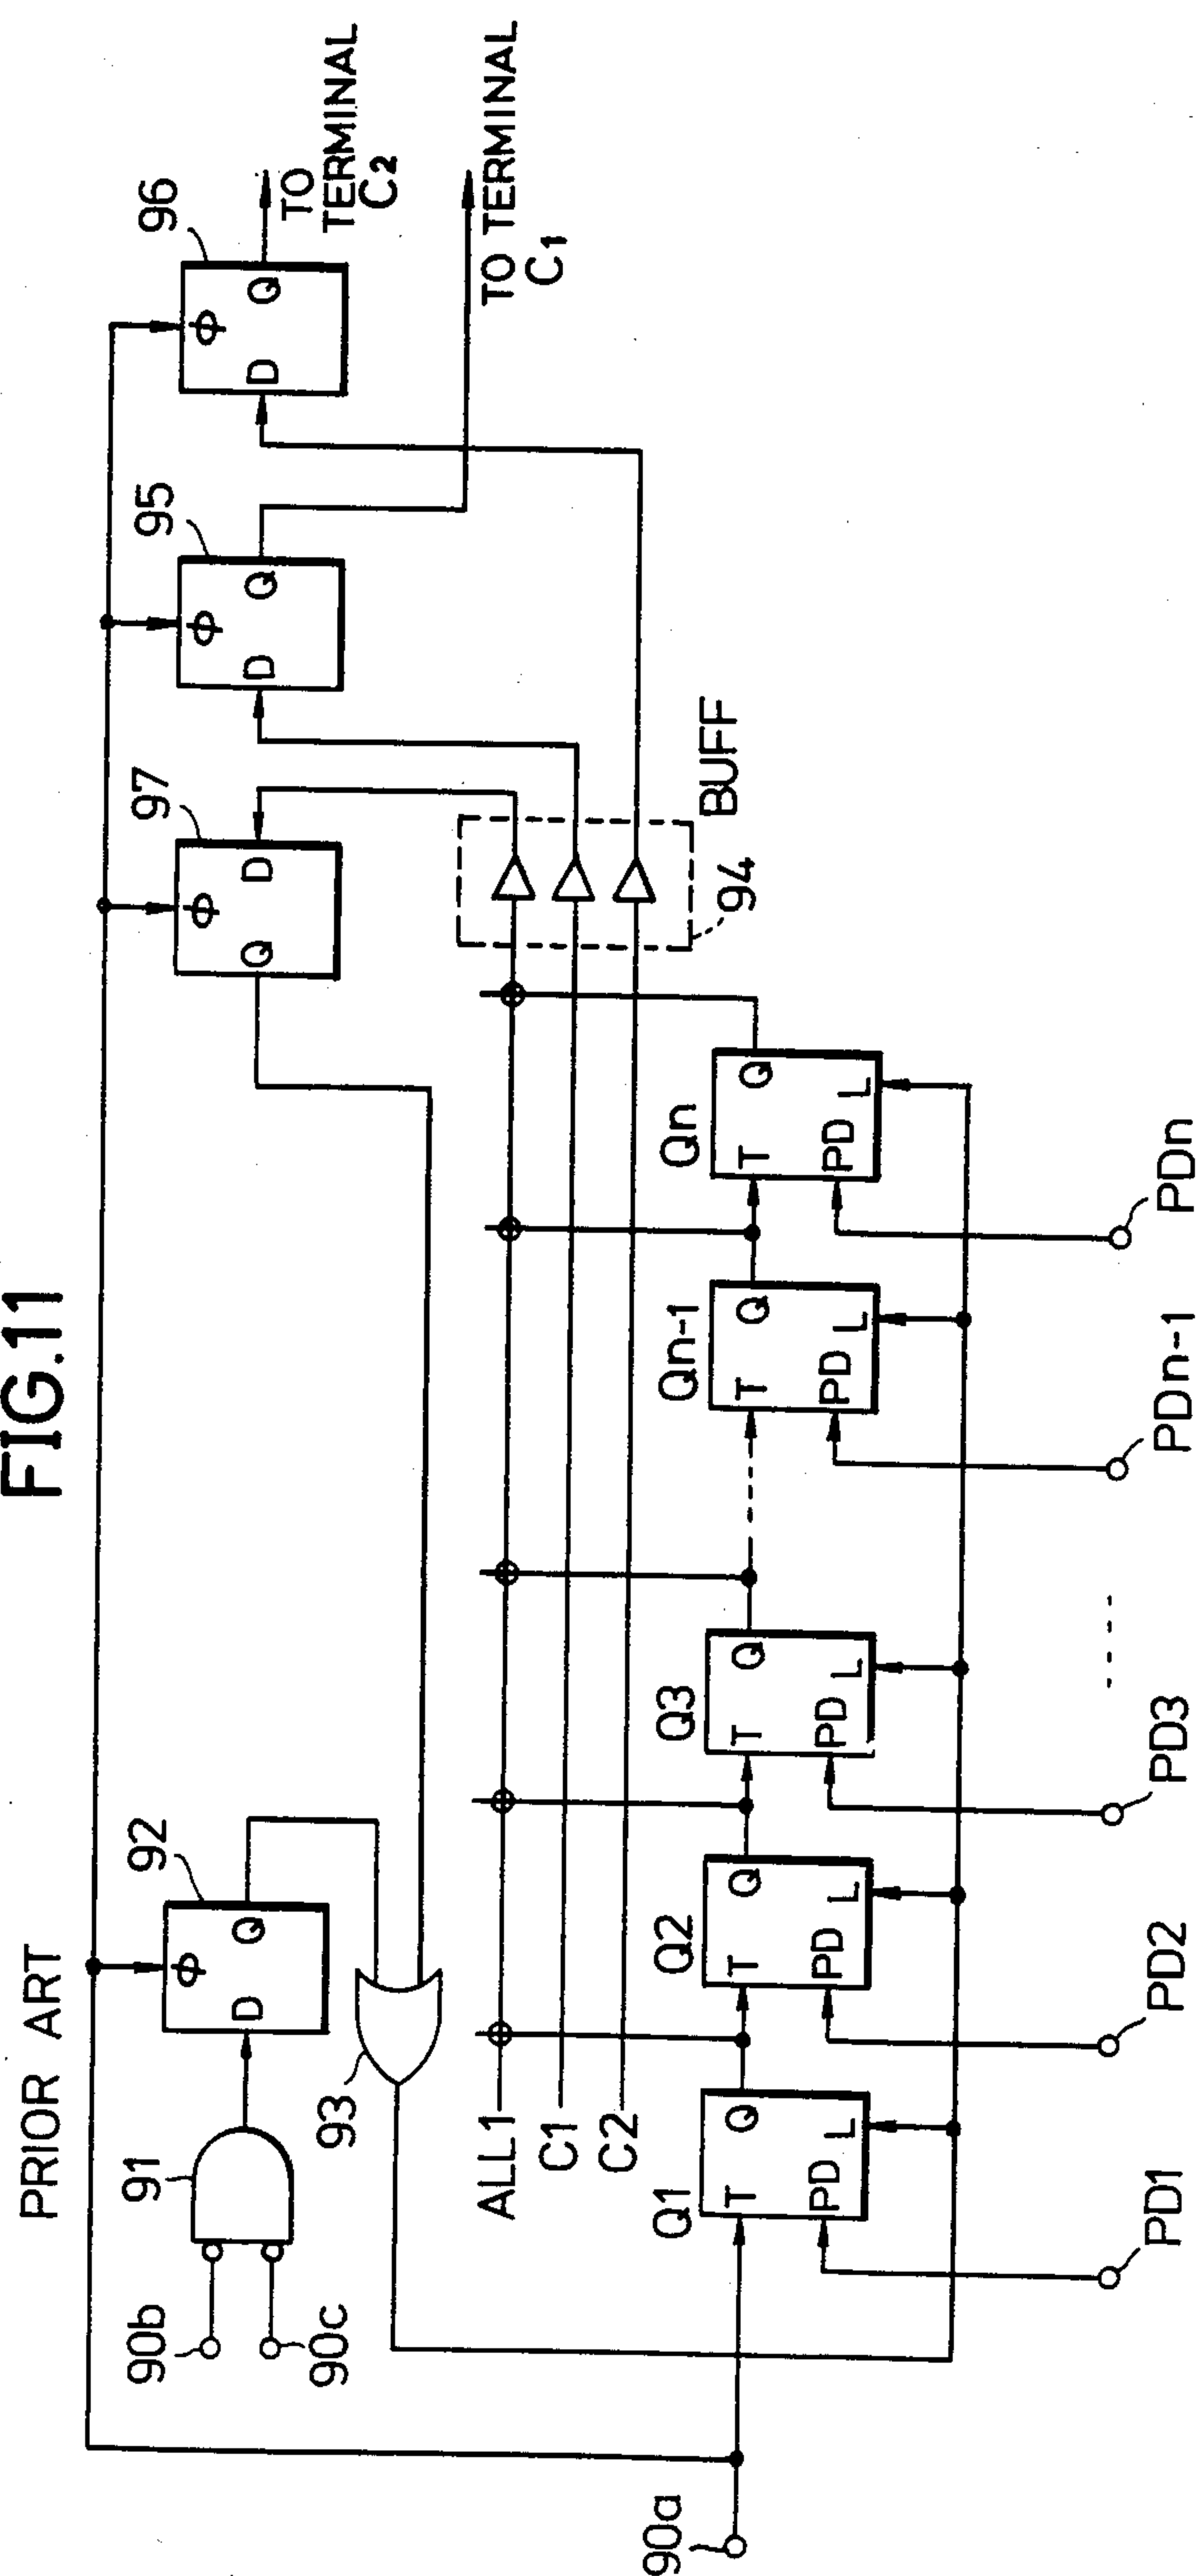 FIG.11
PRIOR ART
90b
90c
91
D
Φ
Q
92
93
97
Q
Φ
D
95
D
Φ
Q
96
D
Φ
Q
TO
TERMINAL
C2
TO TERMINAL
C1
ALL1
C1
C2
94
BUFF
90a
Q1
T
Q
PD
L
Q2
T
Q
PD
L
Q3
T
Q
PD
L
Qn-1
T
Q
PD
L
Qn
T
Q
PD
L
PD1
PD2
PD3
PDn-1
PDn